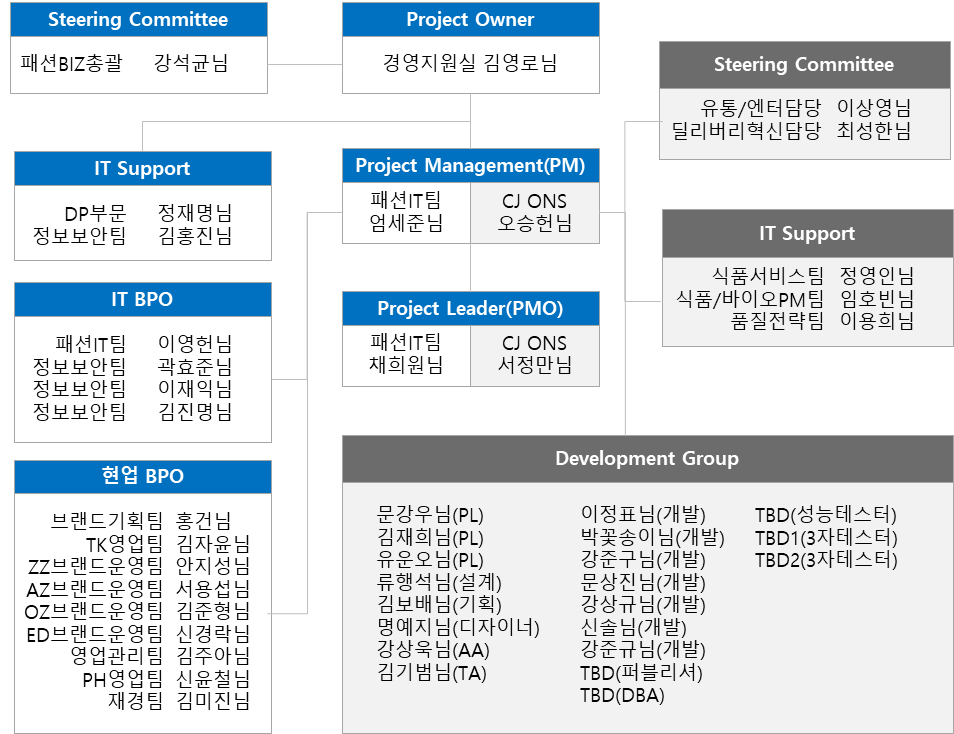 Steering Committee
패션BIZ총괄 강석균님
Project Owner
경영지원실 김영로님
Steering Committee
유통/엔터담당 이상영님
딜리버리혁신담당 최성한님
IT Support
DP부문 정재명님
정보보안팀 김홍진님
Project Management(PM)
패션IT팀 CJ ONS
엄세준님 오승헌님
IT Support
식품서비스팀 정영인님
식품/바이오PM팀 임호빈님
품질전략팀 이용희님
IT BPO
패션IT팀 이영헌님
정보보안팀 곽효준님
정보보안팀 이재익님
정보보안팀 김진명님
Project Leader(PMO)
패션IT팀 CJ ONS
채희원님 서정만님
현업 BPO
브랜드기획팀 홍건님
TK영업팀 김자윤님
ZZ브랜드운영팀 안지성님
AZ브랜드운영팀 서용섭님
OZ브랜드운영팀 김준형님
ED브랜드운영팀 신경락님
영업관리팀 김주아님
PH영업팀 신윤철님
재경팀 김미진님
Development Group
문강우님(PL)
김재희님(PL)
유운오님(PL)
류행석님(설계)
김보배님(기획)
명예지님(디자이너)
강상욱님(AA)
김기범님(TA)
이정표님(개발)
박꽃송이님(개발)
강준구님(개발)
문상진님(개발)
강상규님(개발)
신솔님(개발)
강준규님(개발)
TBD(퍼블리셔)
TBD(DBA)
TBD(성능테스터)
TBD1(3자테스터)
TBD2(3자테스터)